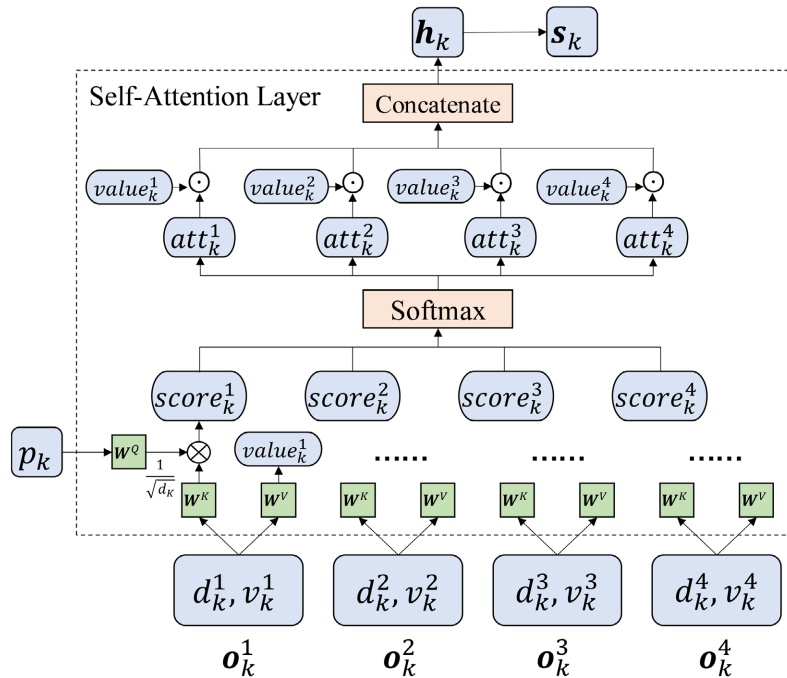 𝒉_k 𝒔_k
Self-Attention Layer
Concatenate
value_k^1 ⊙ value_k^2 ⊙ value_k^3 ⊙ value_k^4 ⊙
att_k^1 att_k^2 att_k^3 att_k^4
Softmax
score_k^1 score_k^2 score_k^3 score_k^4
p_k W^Q ⊗ value_k^1 ...... ...... ......
1/√d_K
W^K W^V W^K W^V W^K W^V W^K W^V
d_k^1, v_k^1 d_k^2, v_k^2 d_k^3, v_k^3 d_k^4, v_k^4
o_k^1 o_k^2 o_k^3 o_k^4